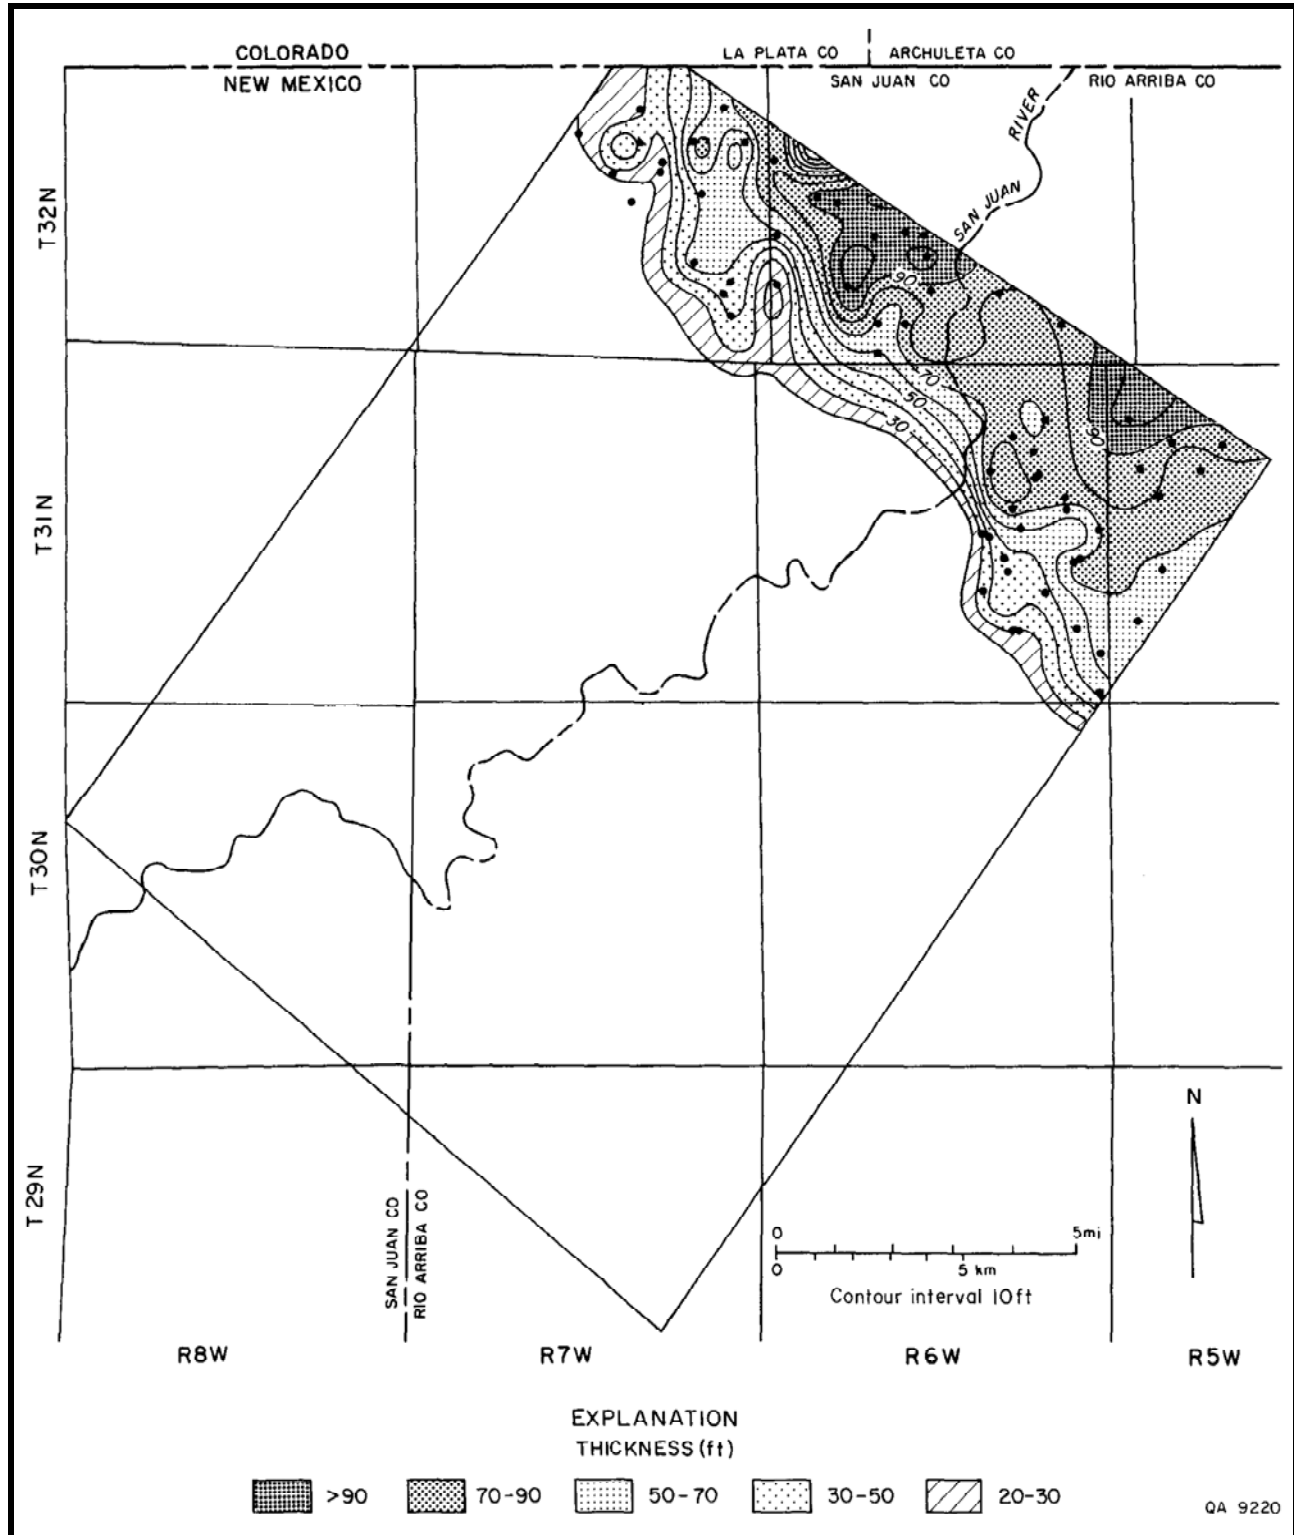 COLORADO
LA PLATA CO
ARCHULETA CO
NEW MEXICO
SAN JUAN CO
RIO ARRIBA CO
RIVER
SAN JUAN
T32N
90
70
50
30
90
T31N
T30N
T29N
N
SAN JUAN CO
RIO ARRIBA CO
0 5mi
0 5 km
Contour interval 10ft
R8W R7W R6W R5W
EXPLANATION
THICKNESS (ft)
>90 70-90 50-70 30-50 20-30
QA 9220